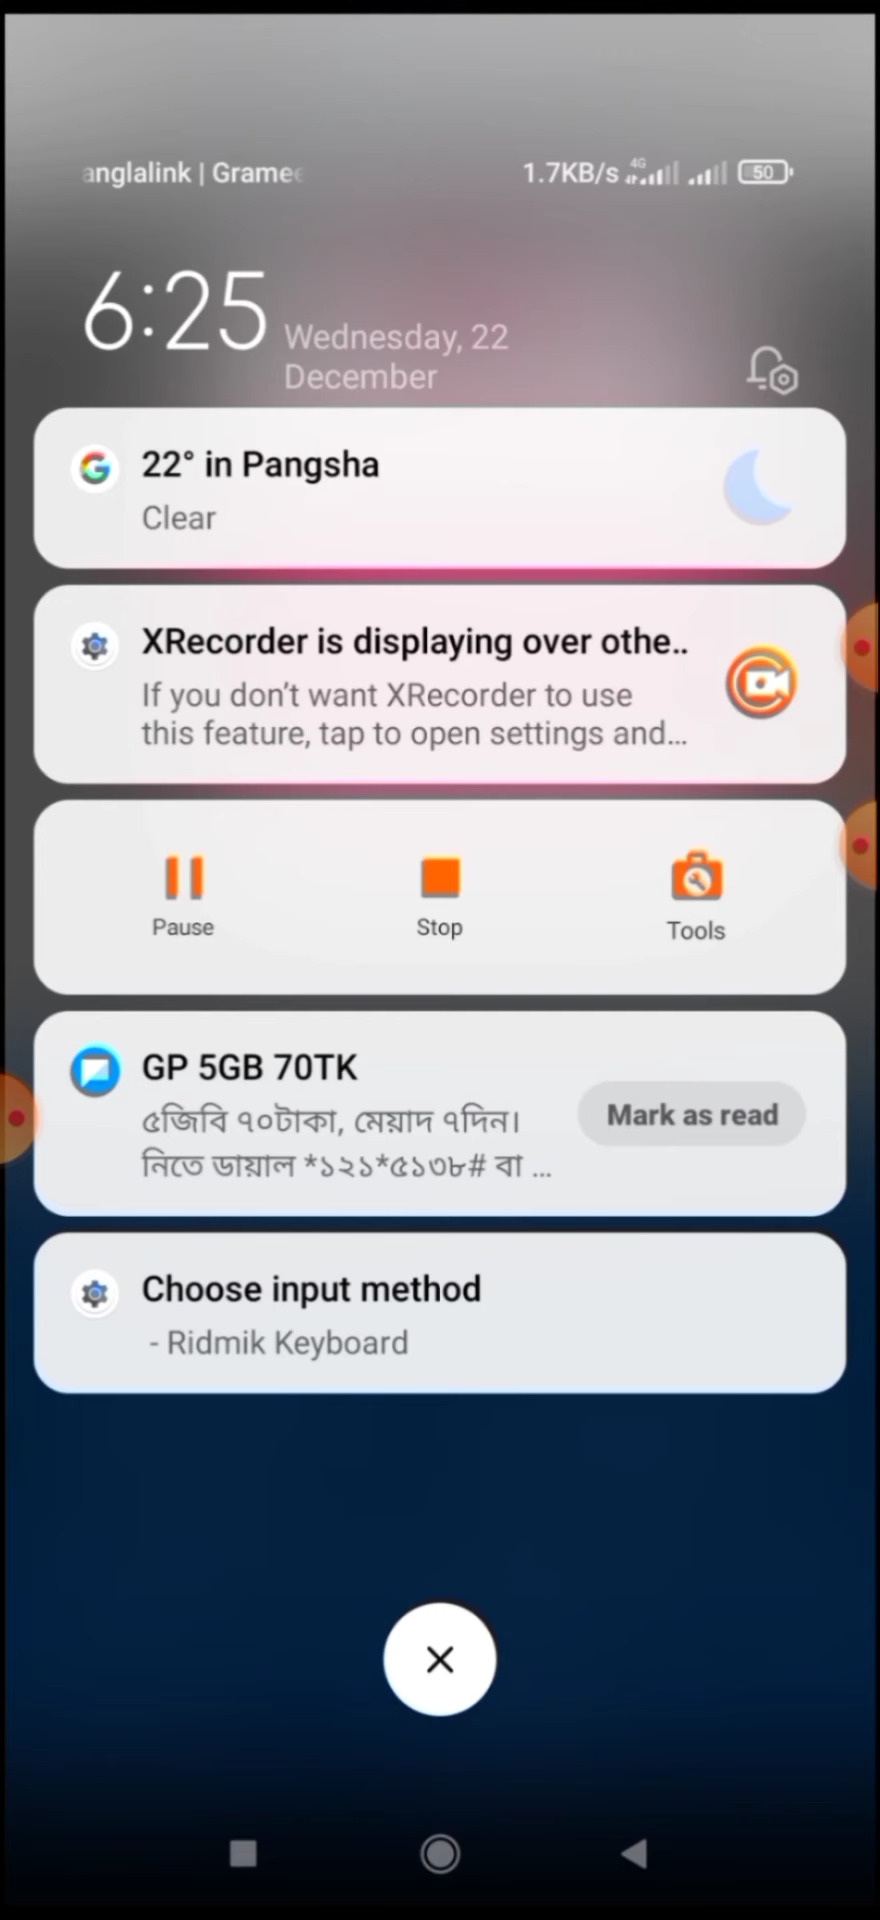 anglalink | Grame
1.7KB/s 4G 50
6:25
Wednesday, 22
December
22° in Pangsha
Clear
XRecorder is displaying over othe..
If you don’t want XRecorder to use
this feature, tap to open settings and...
Pause
Stop
Tools
GP 5GB 70TK
৫জিবি ৭০টাকা, মেয়াদ ৭দিন।
নিতে ডায়াল *১২১*৫১৩৮# বা ...
Mark as read
Choose input method
- Ridmik Keyboard